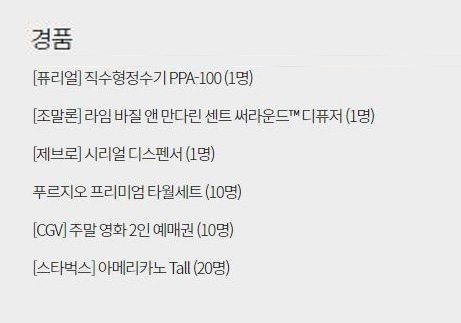 경품
[퓨리얼] 직수형정수기 PPA-100 (1명)
[조말론] 라임 바질 앤 만다린 센트 써라운드™ 디퓨저 (1명)
[제브로] 시리얼 디스펜서 (1명)
푸르지오 프리미엄 타월세트 (10명)
[CGV] 주말 영화 2인 예매권 (10명)
[스타벅스] 아메리카노 Tall (20명)